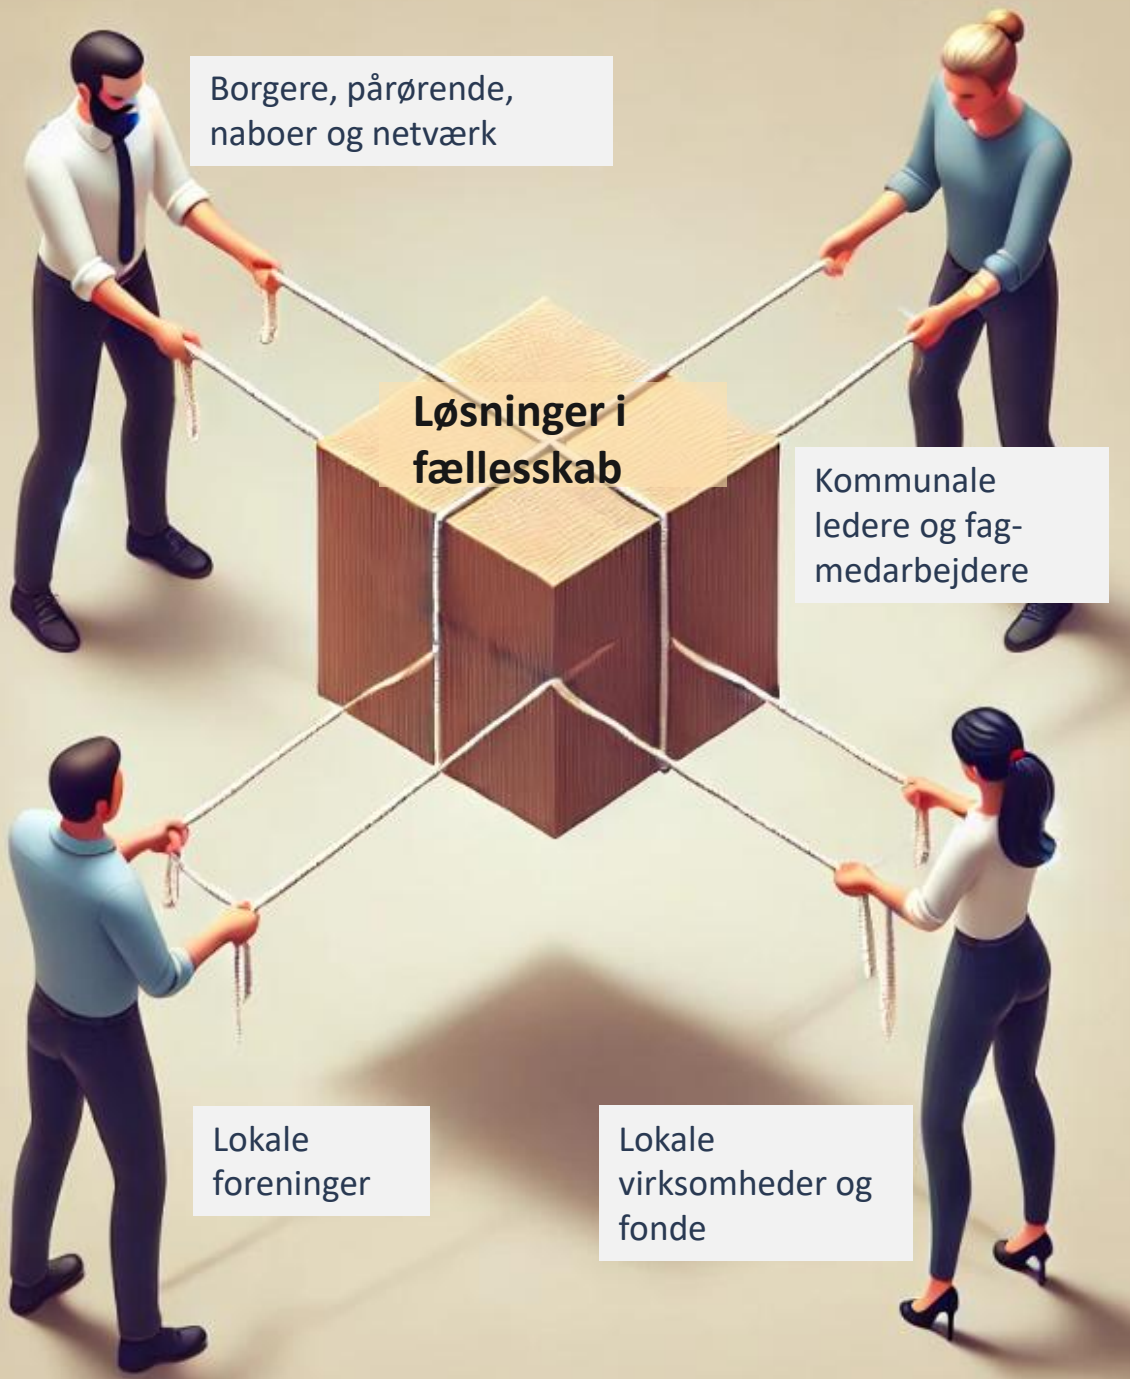 Borgere, pårørende,
naboer og netværk
Løsninger i
fællesskab
Kommunale
ledere og fag-
medarbejdere
Lokale
foreninger
Lokale
virksomheder og
fonde